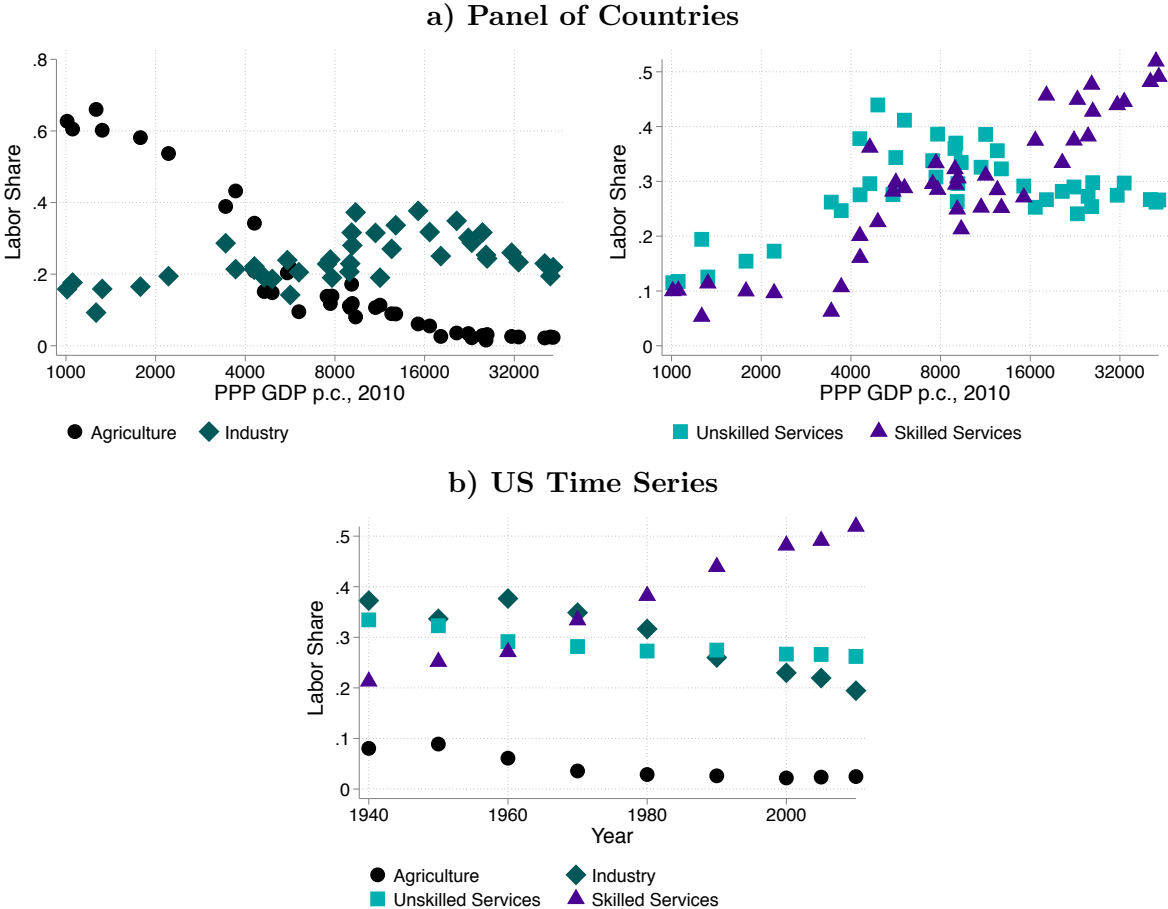 a) Panel of Countries
Labor Share
.8
.6
.4
.2
0
1000 2000 4000 8000 16000 32000
PPP GDP p.c., 2010
Agriculture Industry
Labor Share
.5
.4
.3
.2
.1
0
1000 2000 4000 8000 16000 32000
PPP GDP p.c., 2010
Unskilled Services Skilled Services
b) US Time Series
Labor Share
.5
.4
.3
.2
.1
0
1940 1960 1980 2000
Year
Agriculture Industry
Unskilled Services Skilled Services